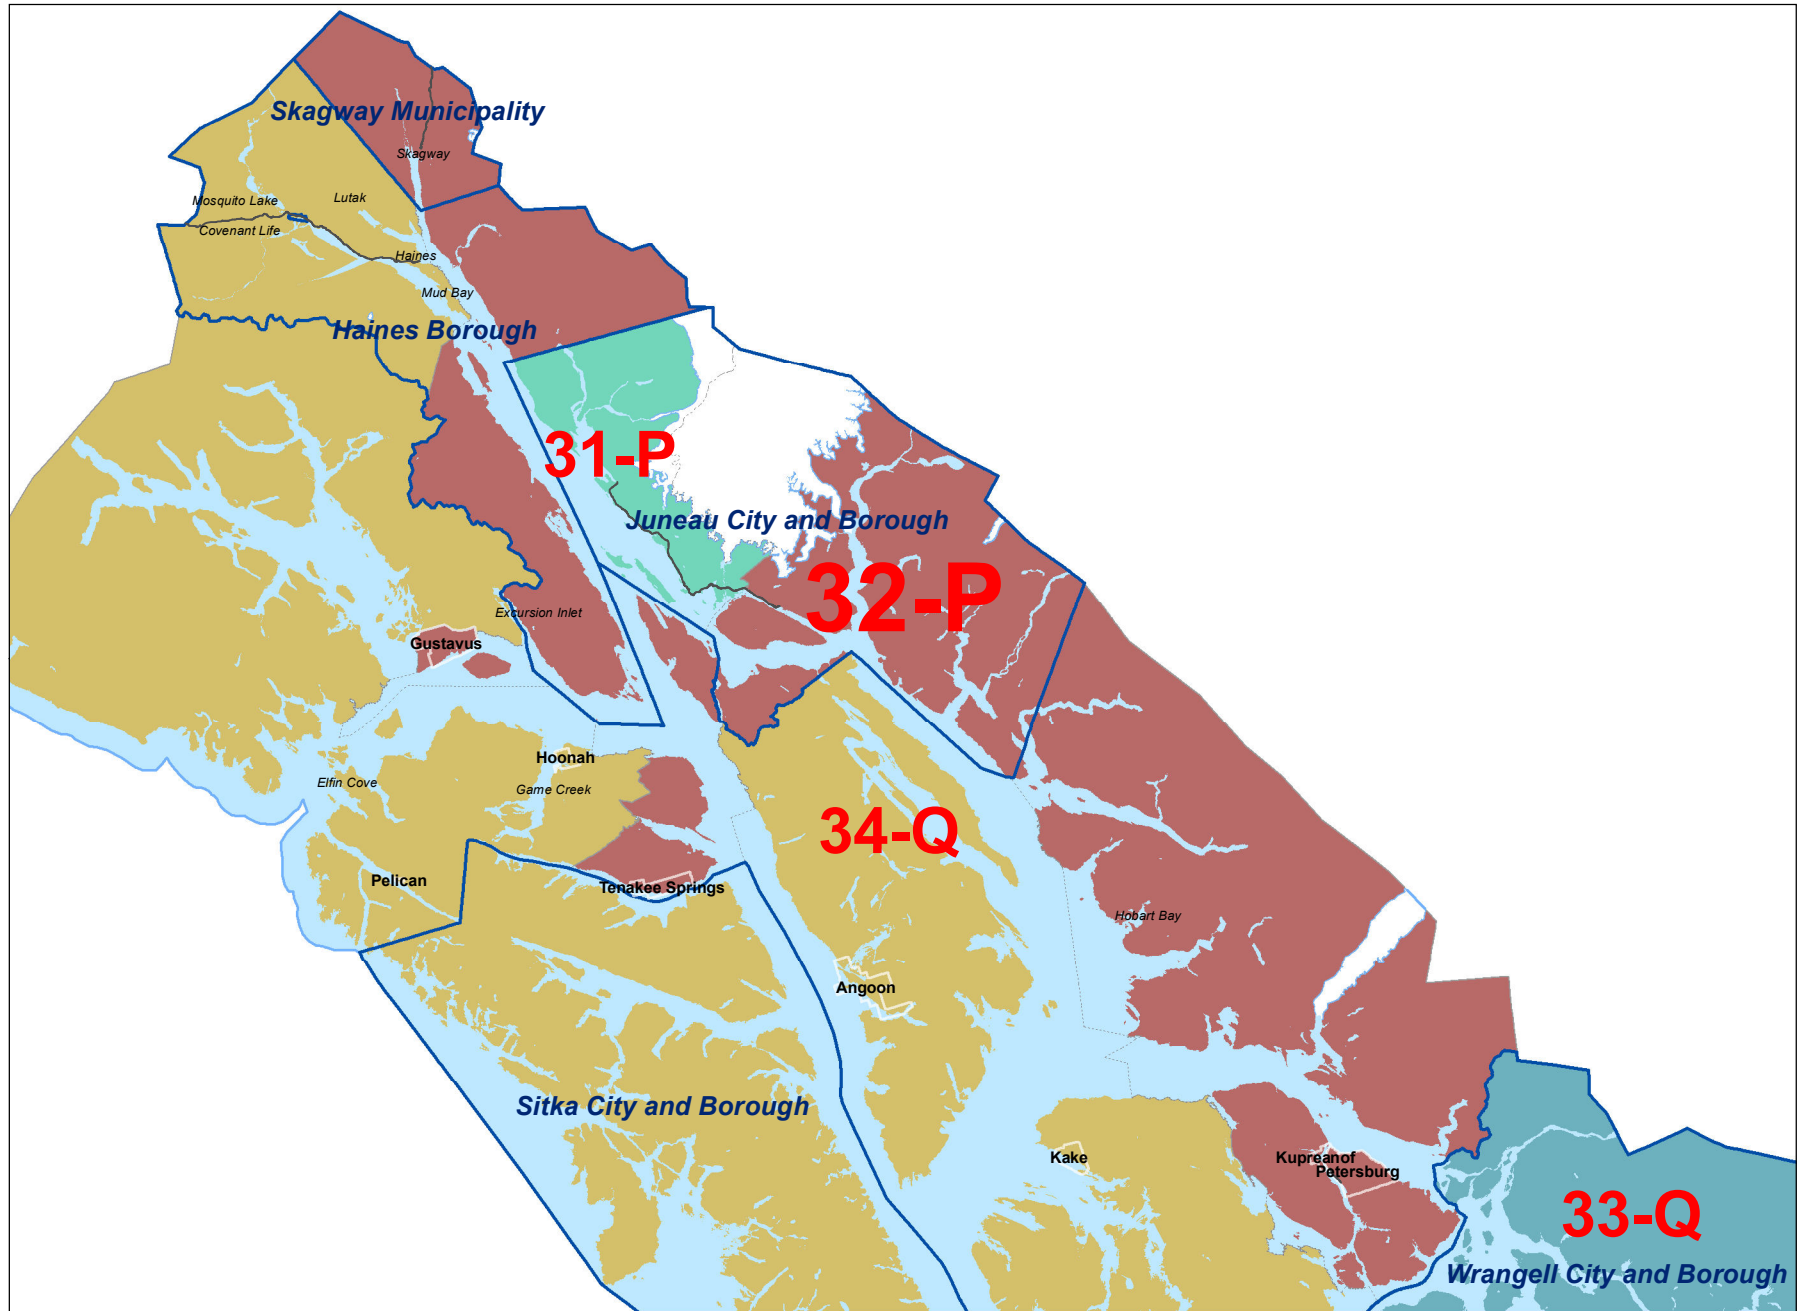 Skagway Municipality
Skagway
Mosquito Lake
Lutak
Covenant Life
Haines
Mud Bay
Haines Borough
31-P
Juneau City and Borough
32-P
Excursion Inlet
Gustavus
Hoonah
Elfin Cove
Game Creek
34-Q
Pelican
Tenakee Springs
Hobart Bay
Angoon
Sitka City and Borough
Kake
Kupreanof
Petersburg
33-Q
Wrangell City and Borough